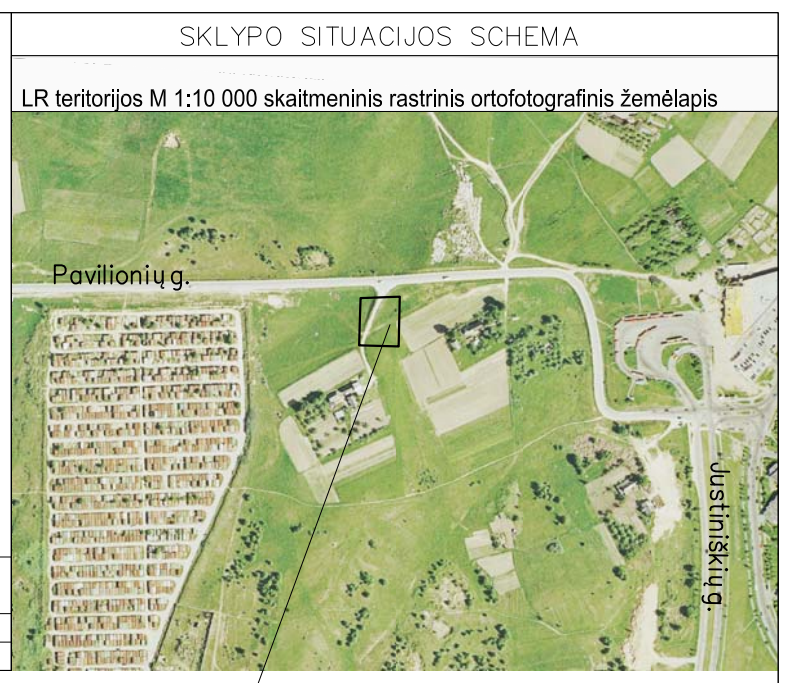 SKLYPO SITUACIJOS SCHEMA
LR teritorijos M 1:10 000 skaitmeninis rastrinis ortofotografinis žemėlapis
Pavilionių g.
Justiniškių g.